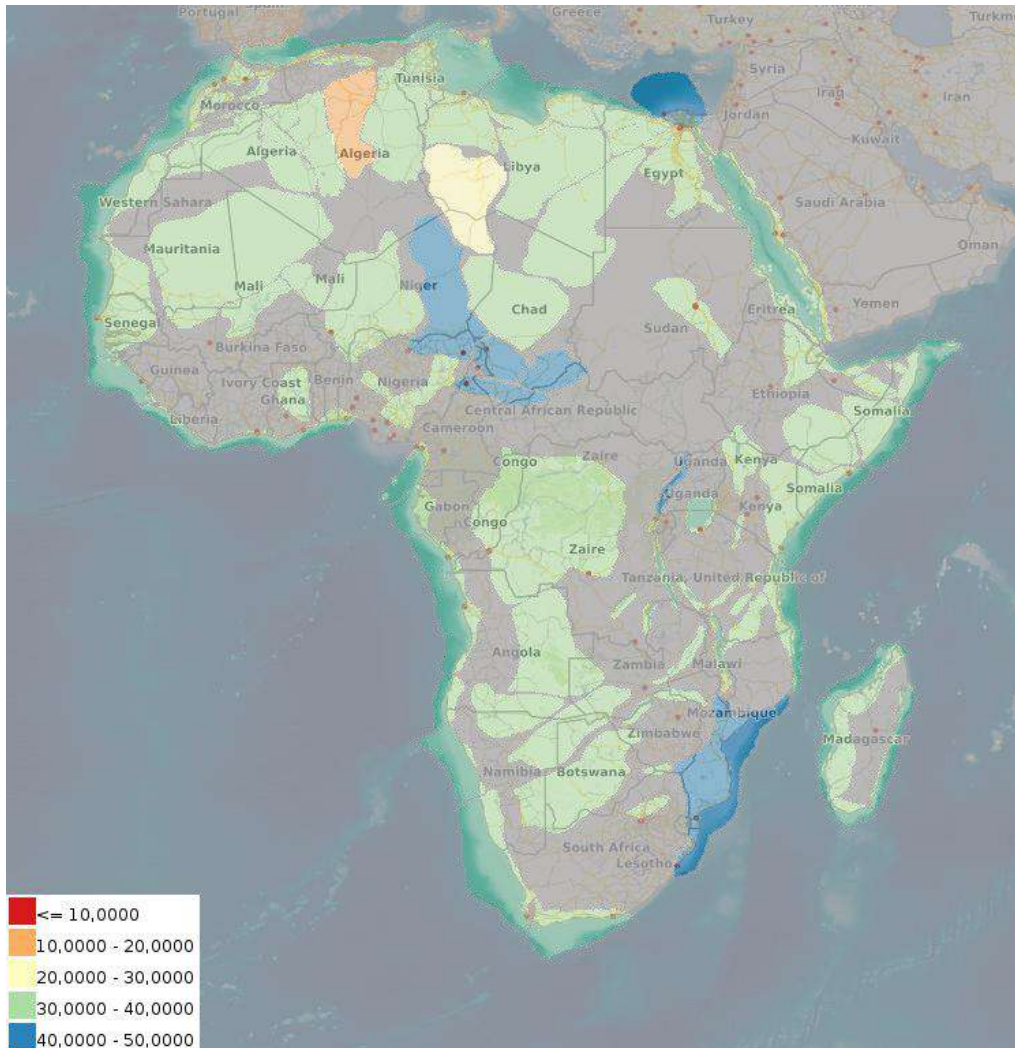 Portugal
Spain
Greece
Turkey
Turkm
Tunisia
Syria
Iraq
Iran
Morocco
Jordan
Kuwait
Algeria
Algeria
Libya
Egypt
Western Sahara
Saudi Arabia
Mauritania
Oman
Mali
Mali
Niger
Chad
Eritrea
Yemen
Senegal
Sudan
Burkina Faso
Guinea
Ivory Coast
Benin
Nigeria
Ethiopia
Ghana
Liberia
Central African Republic
Somalia
Cameroon
Congo
Zaire
Uganda
Kenya
Uganda
Somalia
Gabon
Kenya
Congo
Zaire
Tanzania, United Republic of
Angola
Zambia
Malawi
Mozambique
Zimbabwe
Madagascar
Namibia
Botswana
South Africa
Lesotho
<= 10,0000
10,0000 - 20,0000
20,0000 - 30,0000
30,0000 - 40,0000
40,0000 - 50,0000